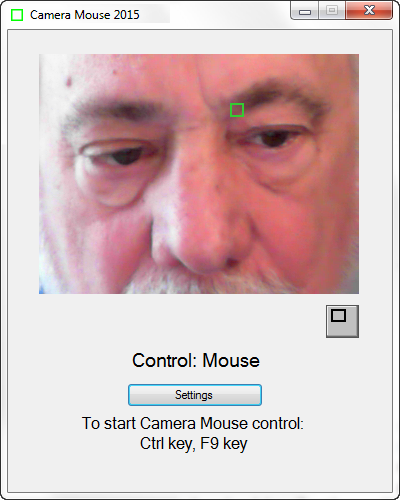 Camera Mouse 2015
Control: Mouse
Settings
To start Camera Mouse control:
Ctrl key, F9 key